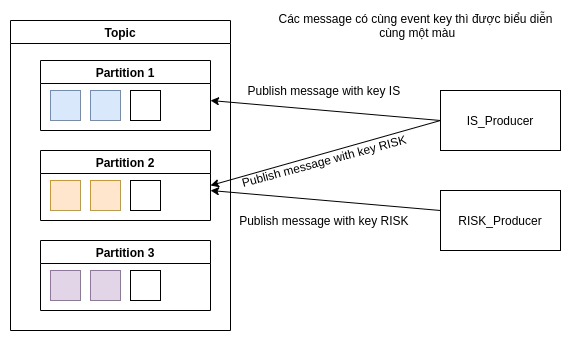 Các message có cùng event key thì được biểu diễn
cùng một màu
Topic
Partition 1
Publish message with key IS
IS_Producer
Publish message with key RISK
Partition 2
RISK_Producer
Publish message with key RISK
Partition 3